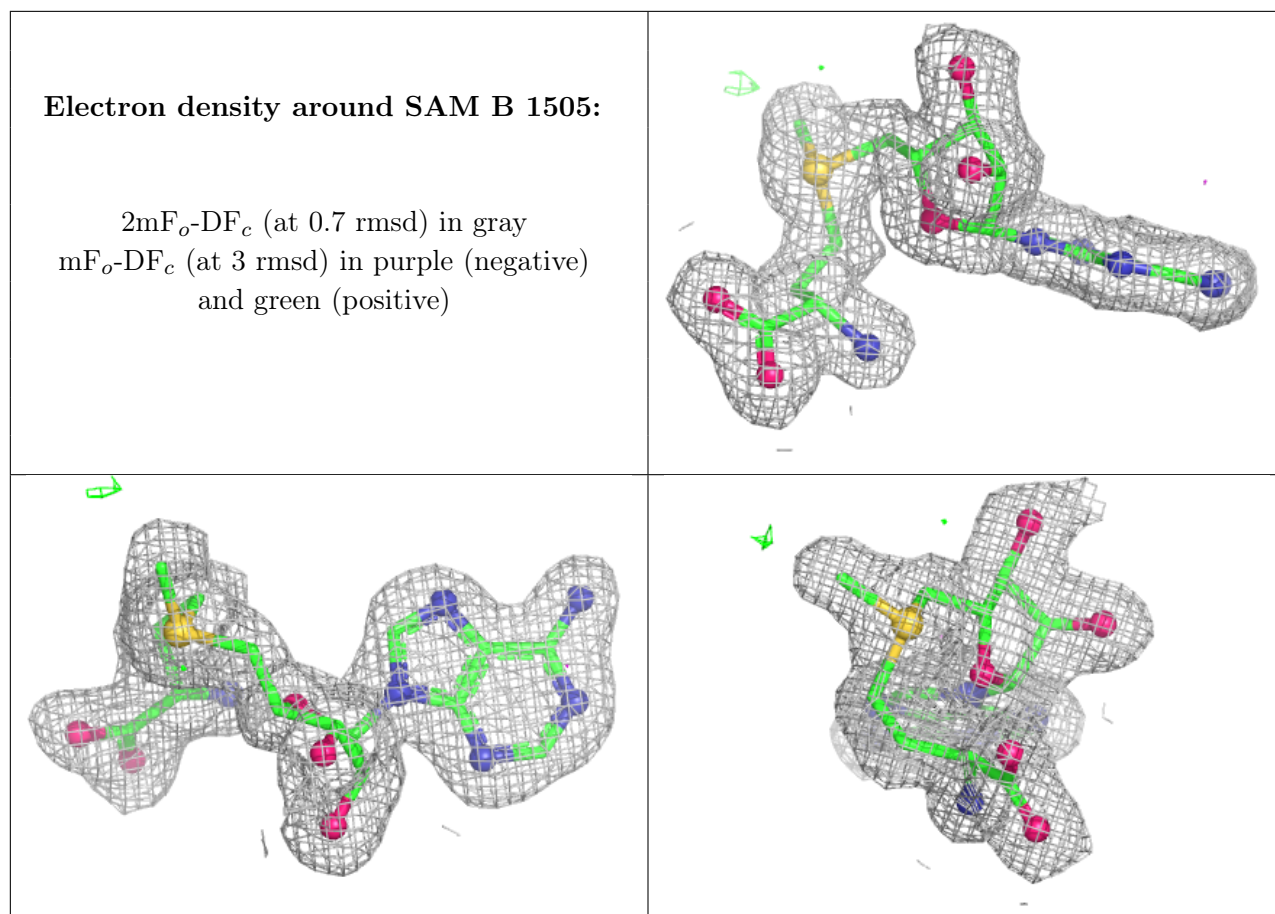 Electron density around SAM B 1505:
2mFₒ-DF𝒸 (at 0.7 rmsd) in gray
mFₒ-DF𝒸 (at 3 rmsd) in purple (negative)
and green (positive)